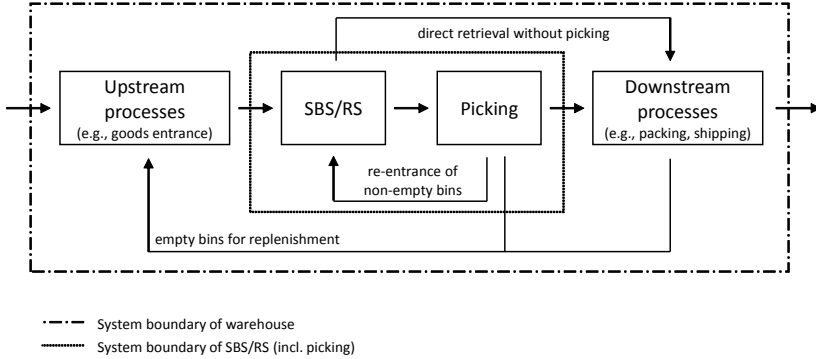 direct retrieval without picking
Upstream
processes
(e.g., goods entrance)
SBS/RS
Picking
Downstream
processes
(e.g., packing, shipping)
re-entrance of
non-empty bins
empty bins for replenishment
System boundary of warehouse
System boundary of SBS/RS (incl. picking)